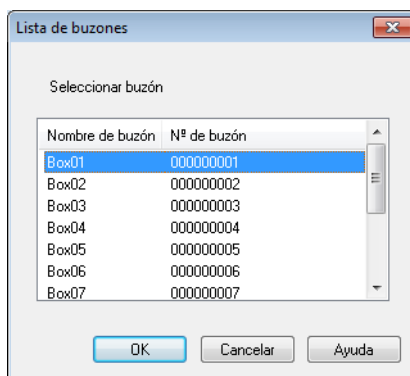 Lista de buzones
Seleccionar buzón
Nombre de buzón Nº de buzón
Box01 000000001
Box02 000000002
Box03 000000003
Box04 000000004
Box05 000000005
Box06 000000006
Box07 000000007
OK Cancelar Ayuda